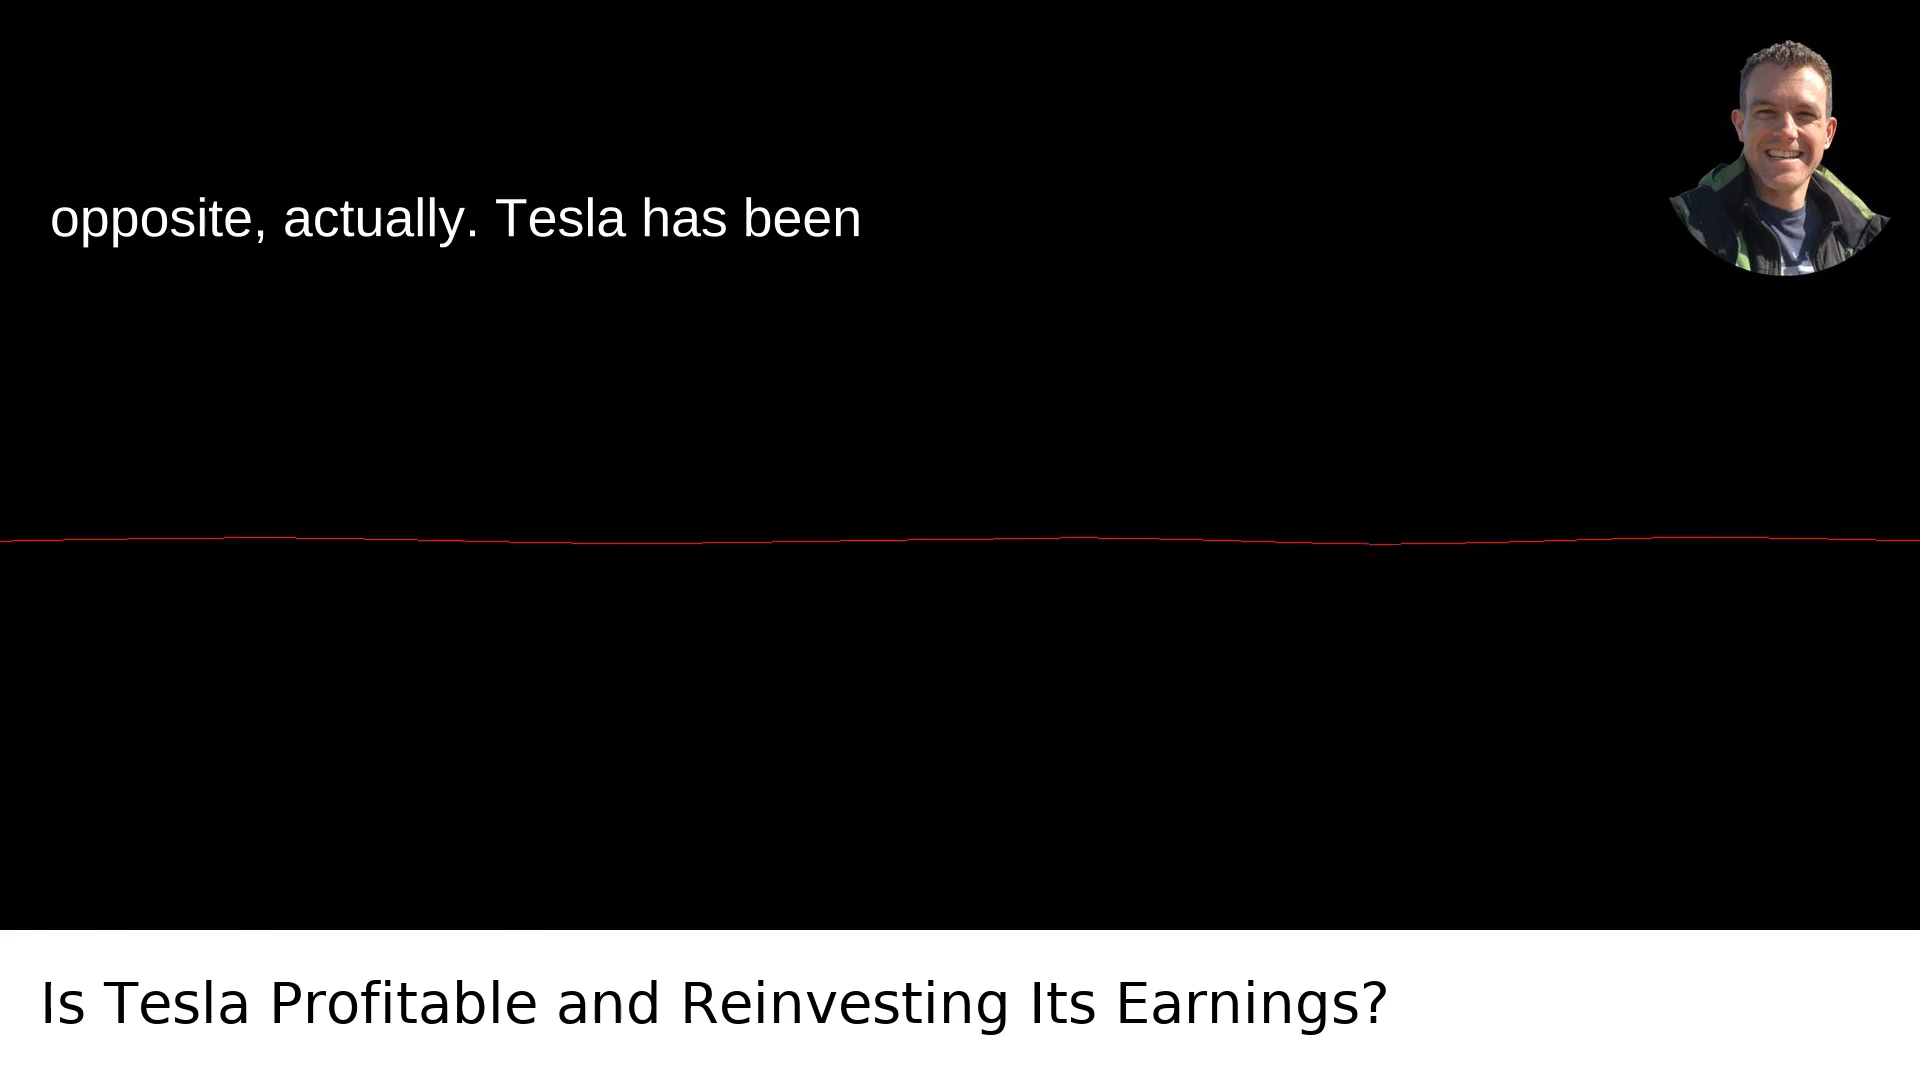 opposite, actually. Tesla has been
Is Tesla Profitable and Reinvesting Its Earnings?